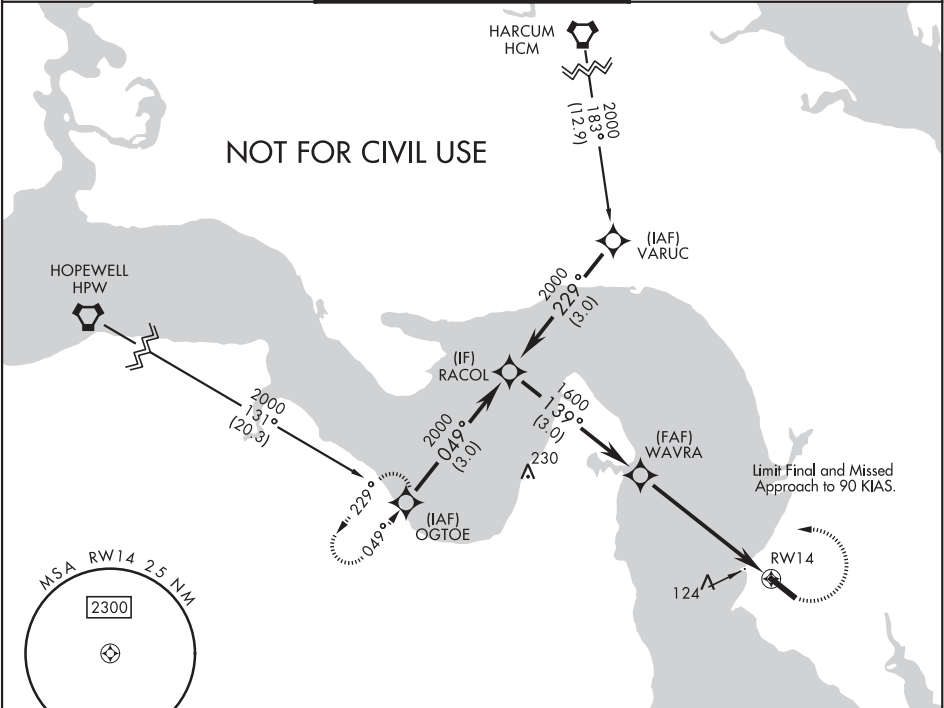 HARCUM
HCM
2000
183°
(12.9)
NOT FOR CIVIL USE
(IAF)
VARUC
HOPEWELL
HPW
2000
229°
(3.0)
(IF)
RACOL
2000
131°
(20.3)
2000
049°
(3.0)
1600
139°
(3.0)
230
(FAF)
WAVRA
Limit Final and Missed
Approach to 90 KIAS.
229°
049°
(IAF)
OGTOE
RW14
124
MSA RW14 25 NM
2300